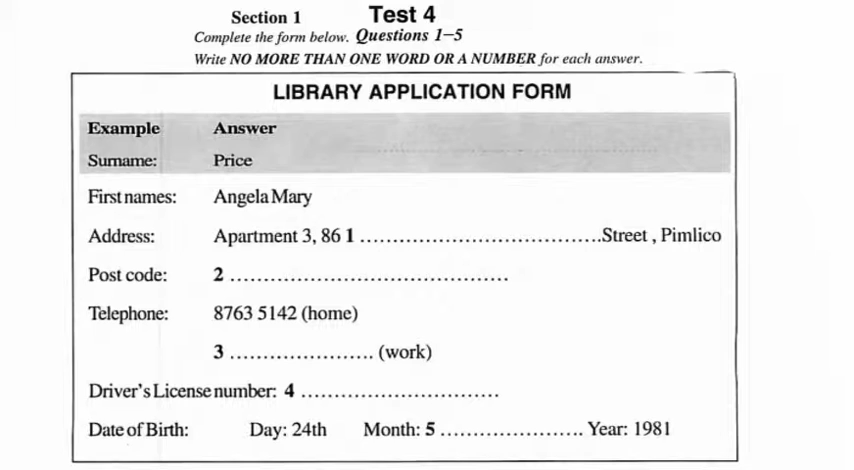 Section 1 Test 4
Complete the form below. Questions 1–5
Write NO MORE THAN ONE WORD OR A NUMBER for each answer.
LIBRARY APPLICATION FORM
Example Answer
Surname: Price
First names: Angela Mary
Address: Apartment 3, 86 1 .....................................Street , Pimlico
Post code: 2 ..........................................
Telephone: 8763 5142 (home)
3 ...................... (work)
Driver's License number: 4 ..............................
Date of Birth: Day: 24th Month: 5 ...................... Year: 1981